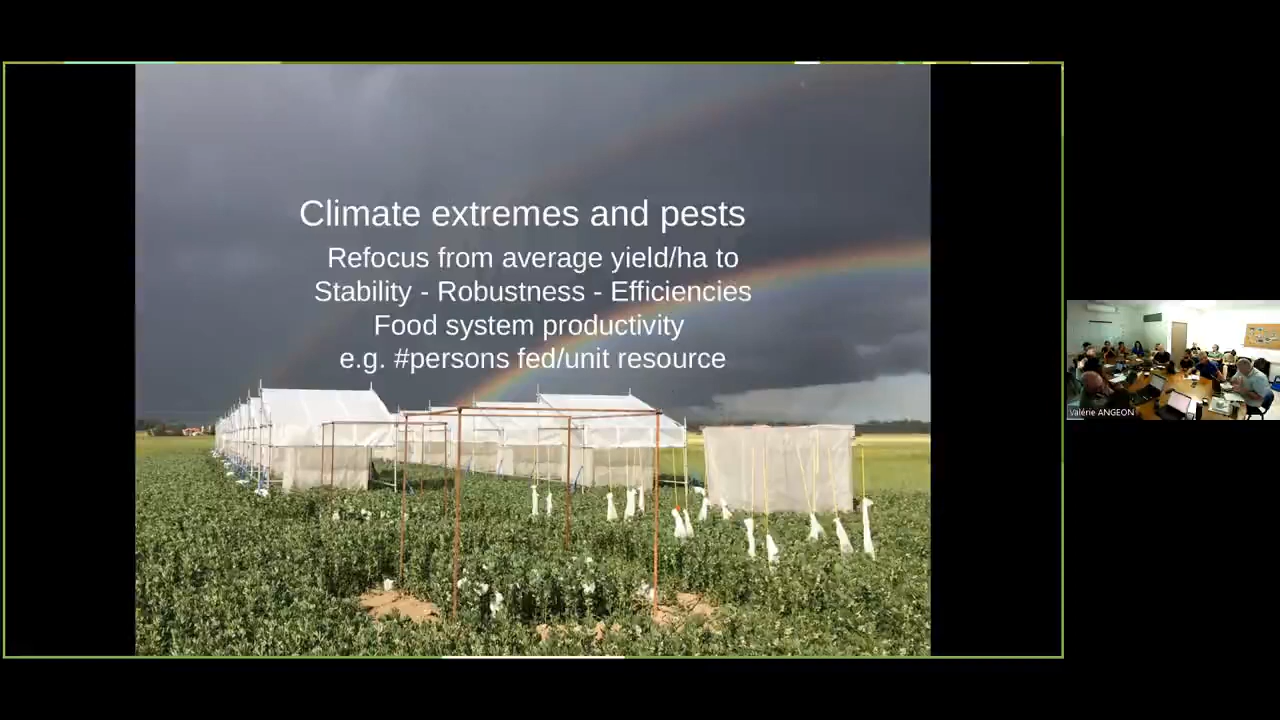 Climate extremes and pests
Refocus from average yield/ha to
Stability - Robustness - Efficiencies
Food system productivity
e.g. #persons fed/unit resource
Valérie ANGEON